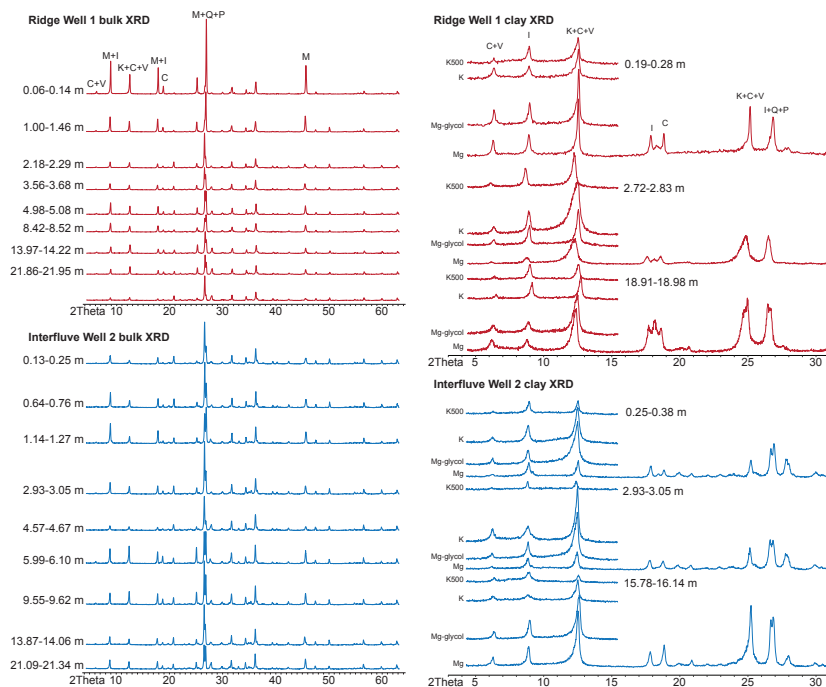 Ridge Well 1 bulk XRD
M+Q+P
M+I
K+C+V
M+I
C
C+V
M
0.06-0.14 m
1.00-1.46 m
2.18-2.29 m
3.56-3.68 m
4.98-5.08 m
8.42-8.52 m
13.97-14.22 m
21.86-21.95 m
2Theta 10 20 30 40 50 60
Interfluve Well 2 bulk XRD
0.13-0.25 m
0.64-0.76 m
1.14-1.27 m
2.93-3.05 m
4.57-4.67 m
5.99-6.10 m
9.55-9.62 m
13.87-14.06 m
21.09-21.34 m
2Theta 10 20 30 40 50 60
Ridge Well 1 clay XRD
K+C+V
I
C+V
K500
0.19-0.28 m
K
K+C+V
I+Q+P
Mg-glycol
I
C
Mg
K500
2.72-2.83 m
K
Mg-glycol
Mg
K500
18.91-18.98 m
K
Mg-glycol
Mg
2Theta 5 10 15 20 25 30
Interfluve Well 2 clay XRD
K500
0.25-0.38 m
K
Mg-glycol
Mg
K500
2.93-3.05 m
K
Mg-glycol
Mg
K500
15.78-16.14 m
K
Mg-glycol
Mg
2Theta 5 10 15 20 25 30